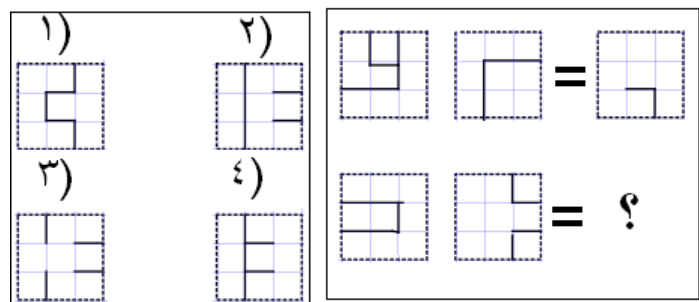 ١) ٢)
٣) ٤)
=
= ؟